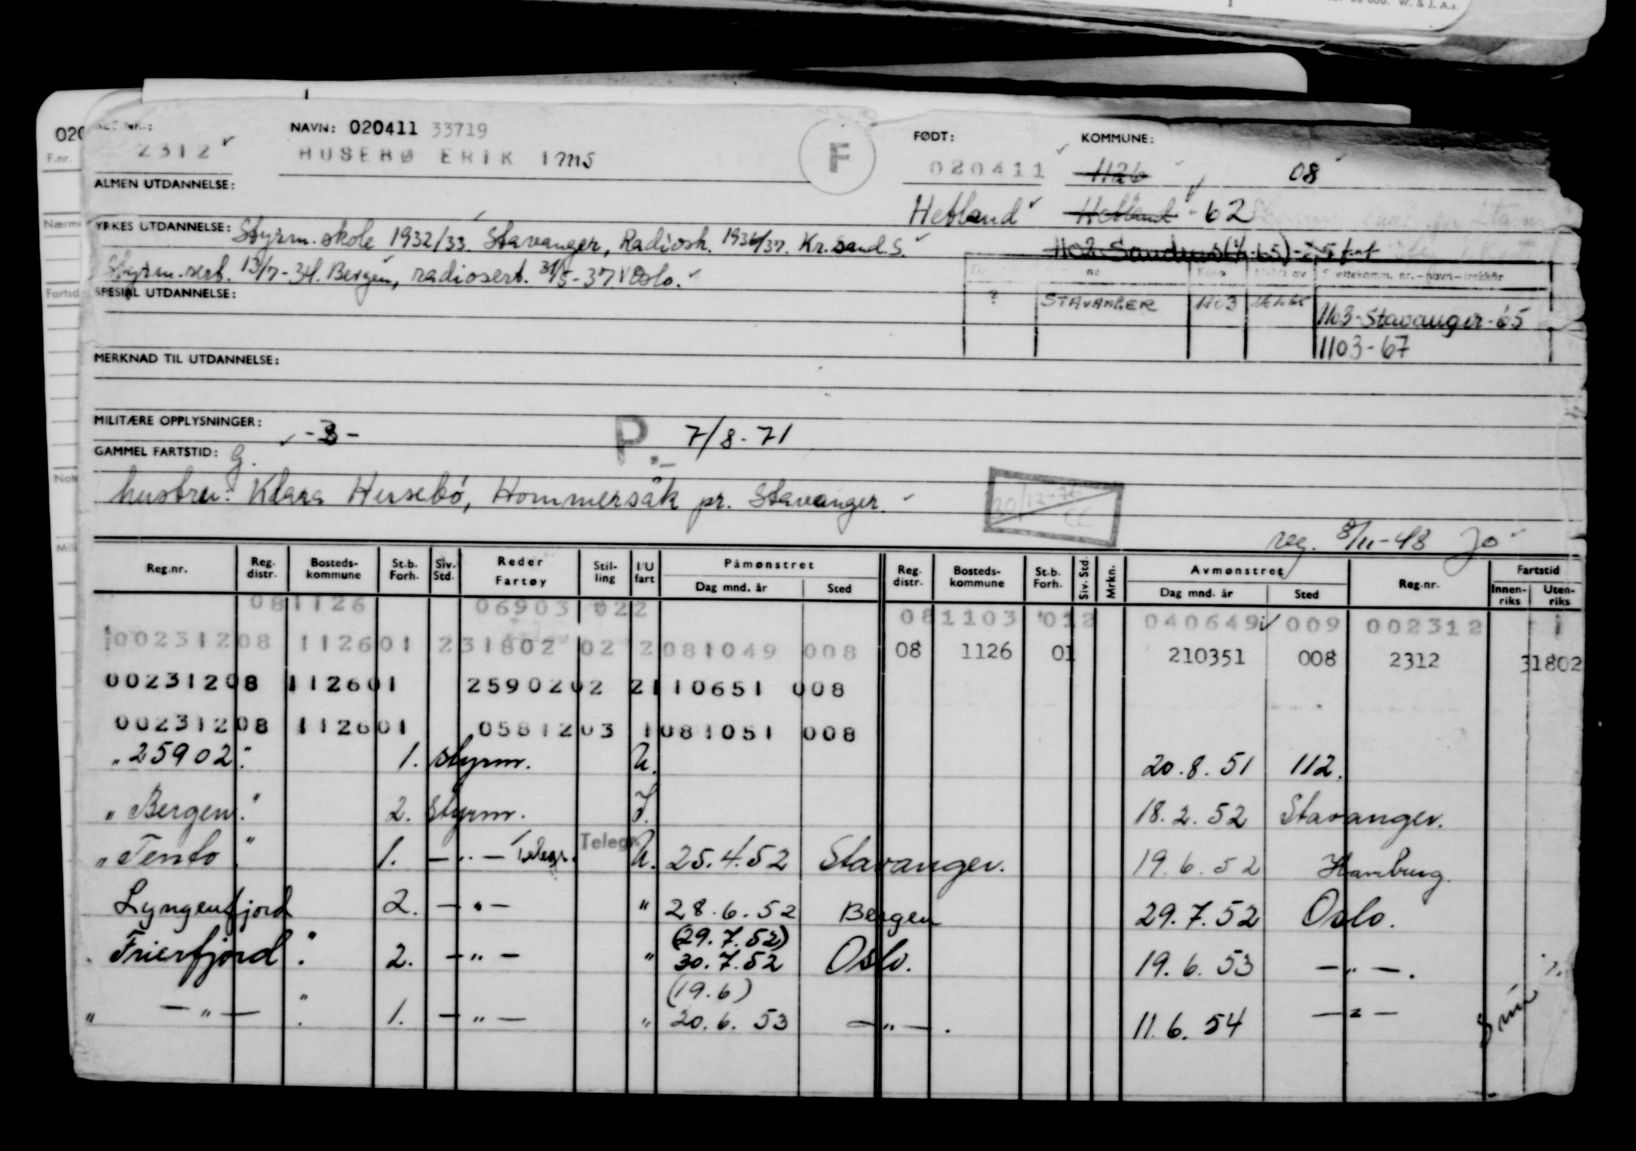 W. & J. A.s.
020
F.nr.
NAVN: 020411 33719
FØDT:
KOMMUNE:
2312
HUSEBØ ERIK
F
020411
1126
08
ALMEN UTDANNELSE:
Hetland
Hetland - 62
YRKES UTDANNELSE: Styrm. skole 1932/33. Stavanger, Radiosk. 1936/37. Kr.sand S.
Styrm.sert. 13/7-34. Bergen, radiosert. 31/5-37 Oslo.
SPESIAL UTDANNELSE:
? STAVANGER 1103
1103-Stavanger-65
1103-67
MERKNAD TIL UTDANNELSE:
MILITÆRE OPPLYSNINGER: -3-
P. 7/8-71
GAMMEL FARTSTID: g.
hustru: Klara Husebö, Hommersåk pr. Stavanger.
reg. 8/11-48 Jo
Reg.nr. Reg. distr. Bosteds-kommune St.b. Forh. Siv. Std. Reder Fartøy Stil-ling I/U fart Påmønstret Dag mnd. år Sted Reg. distr. Bosteds-kommune St.b. Forh. Siv. Std. Mrkn. Avmønstret Dag mnd. år Sted Reg.nr. Fartstid Innen-riks Uten-riks
081126 06903 022 081103 012 040649 009 002312
00231208 112601 231802 02 2081049 008 08 1126 01 210351 008 2312 31802
00231208 112601 2590202 2110651 008
00231208 112601 0581203 1081051 008
"25902" 1. styrm. U. 20.8.51 112.
"Bergen" 2. styrm. I. 18.2.52 Stavanger.
"Tento" 1. — " — Telegr. Telegr. U. 25.4.52 Stavanger. 19.6.52 Hamburg.
Lyngenfjord 2. — " — " 28.6.52 Bergen 29.7.52 Oslo.
(29.7.52)
Frierfjord" 2. — " — " 30.7.52 Oslo. 19.6.53 — " —.
(19.6)
" — " — " 1. — " — " 20.6.53 — " —. 11.6.54 — " —